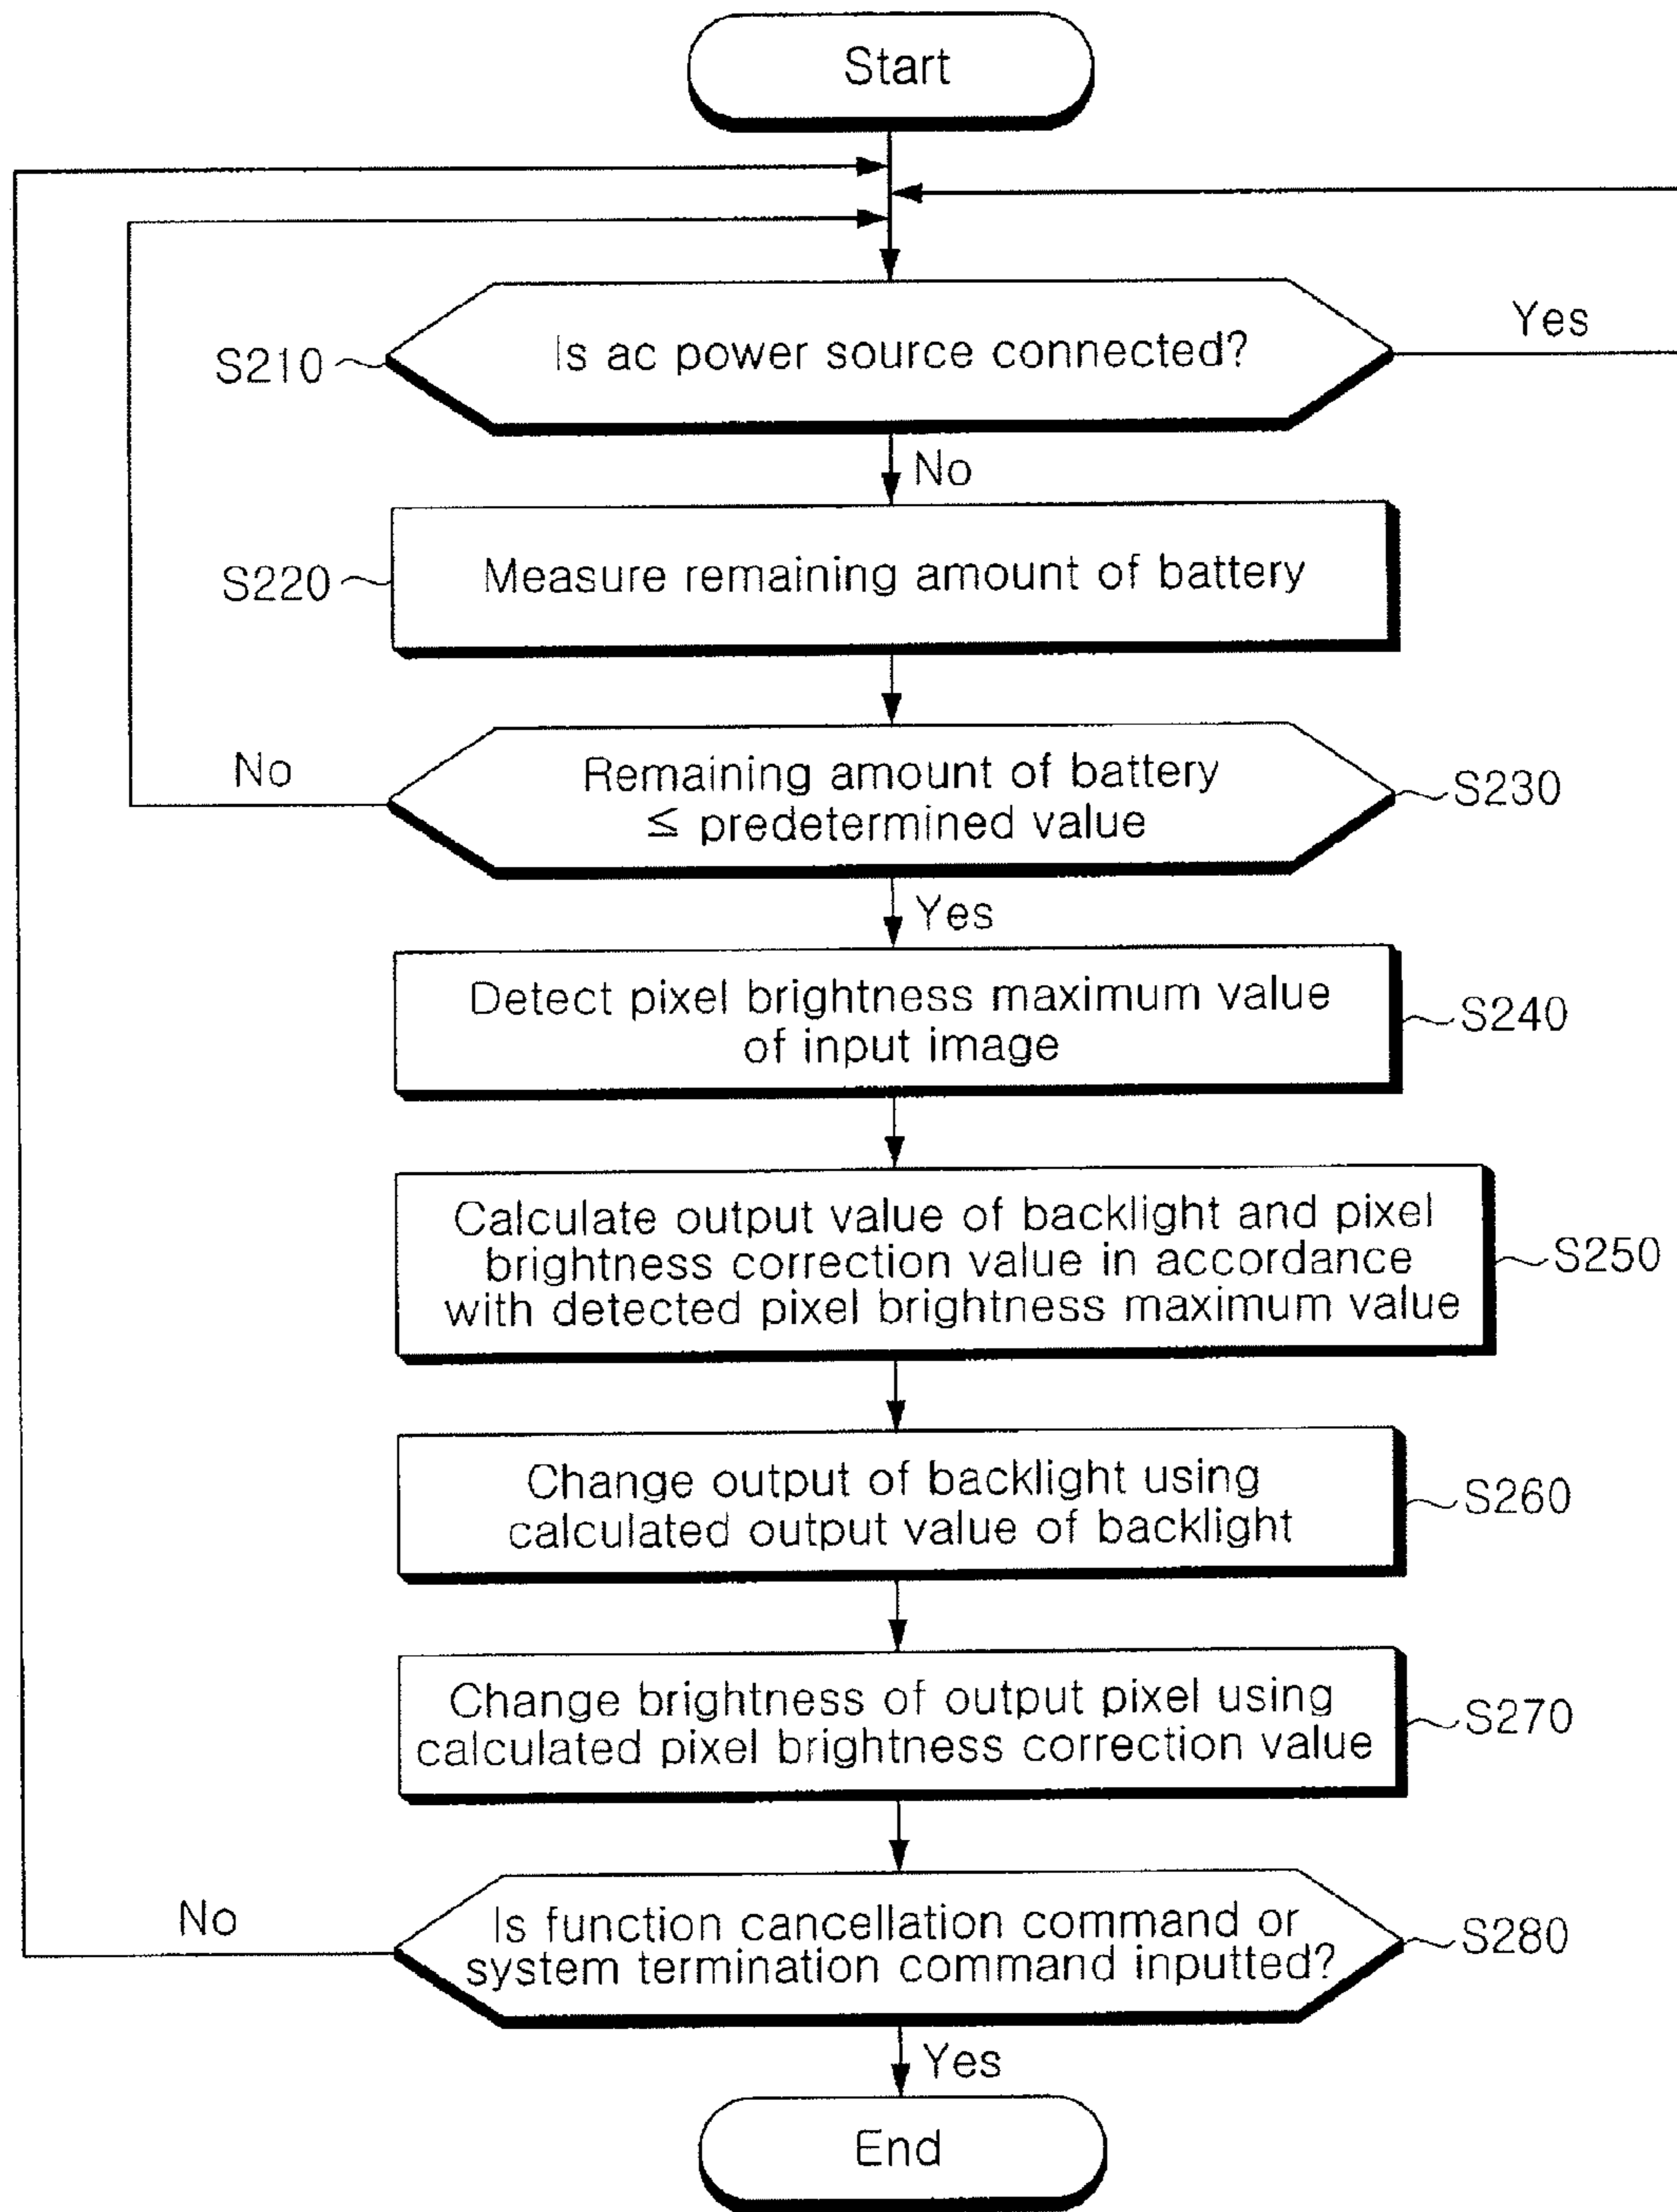 Start
Is ac power source connected?
Yes
S210
No
S220
Measure remaining amount of battery
No
Remaining amount of battery
≤ predetermined value
S230
Yes
Detect pixel brightness maximum value
of input image
S240
Calculate output value of backlight and pixel
brightness correction value in accordance
with detected pixel brightness maximum value
S250
Change output of backlight using
calculated output value of backlight
S260
Change brightness of output pixel using
calculated pixel brightness correction value
S270
No
Is function cancellation command or
system termination command inputted?
S280
Yes
End